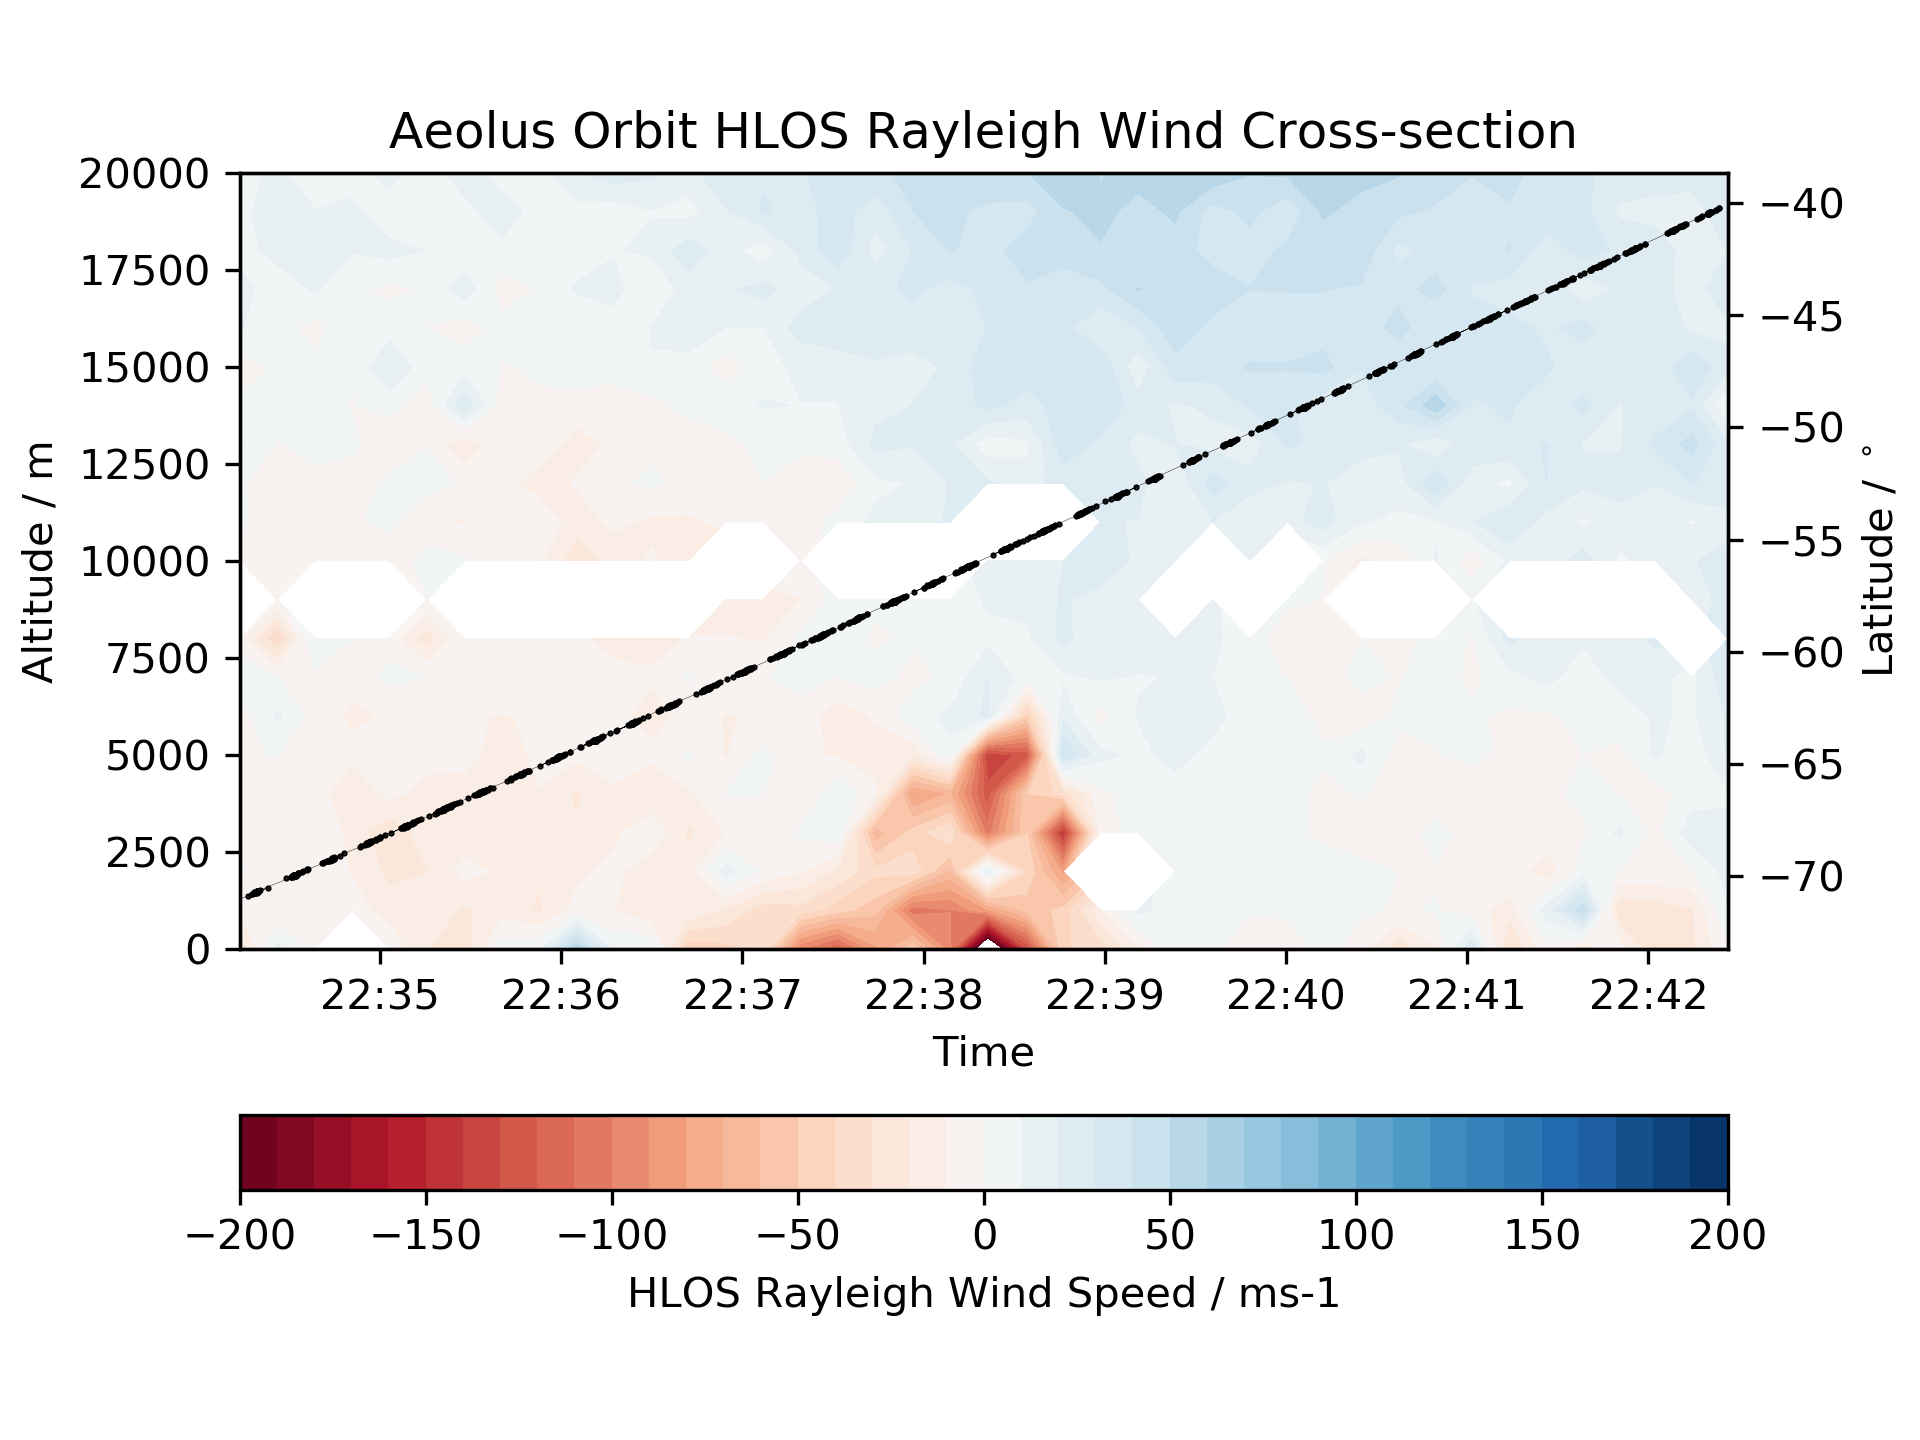 Aeolus Orbit HLOS Rayleigh Wind Cross-section
20000
17500
15000
12500
10000
7500
5000
2500
0
Altitude / m
−40
−45
−50
−55
−60
−65
−70
Latitude / °
22:35 22:36 22:37 22:38 22:39 22:40 22:41 22:42
Time
−200 −150 −100 −50 0 50 100 150 200
HLOS Rayleigh Wind Speed / ms-1